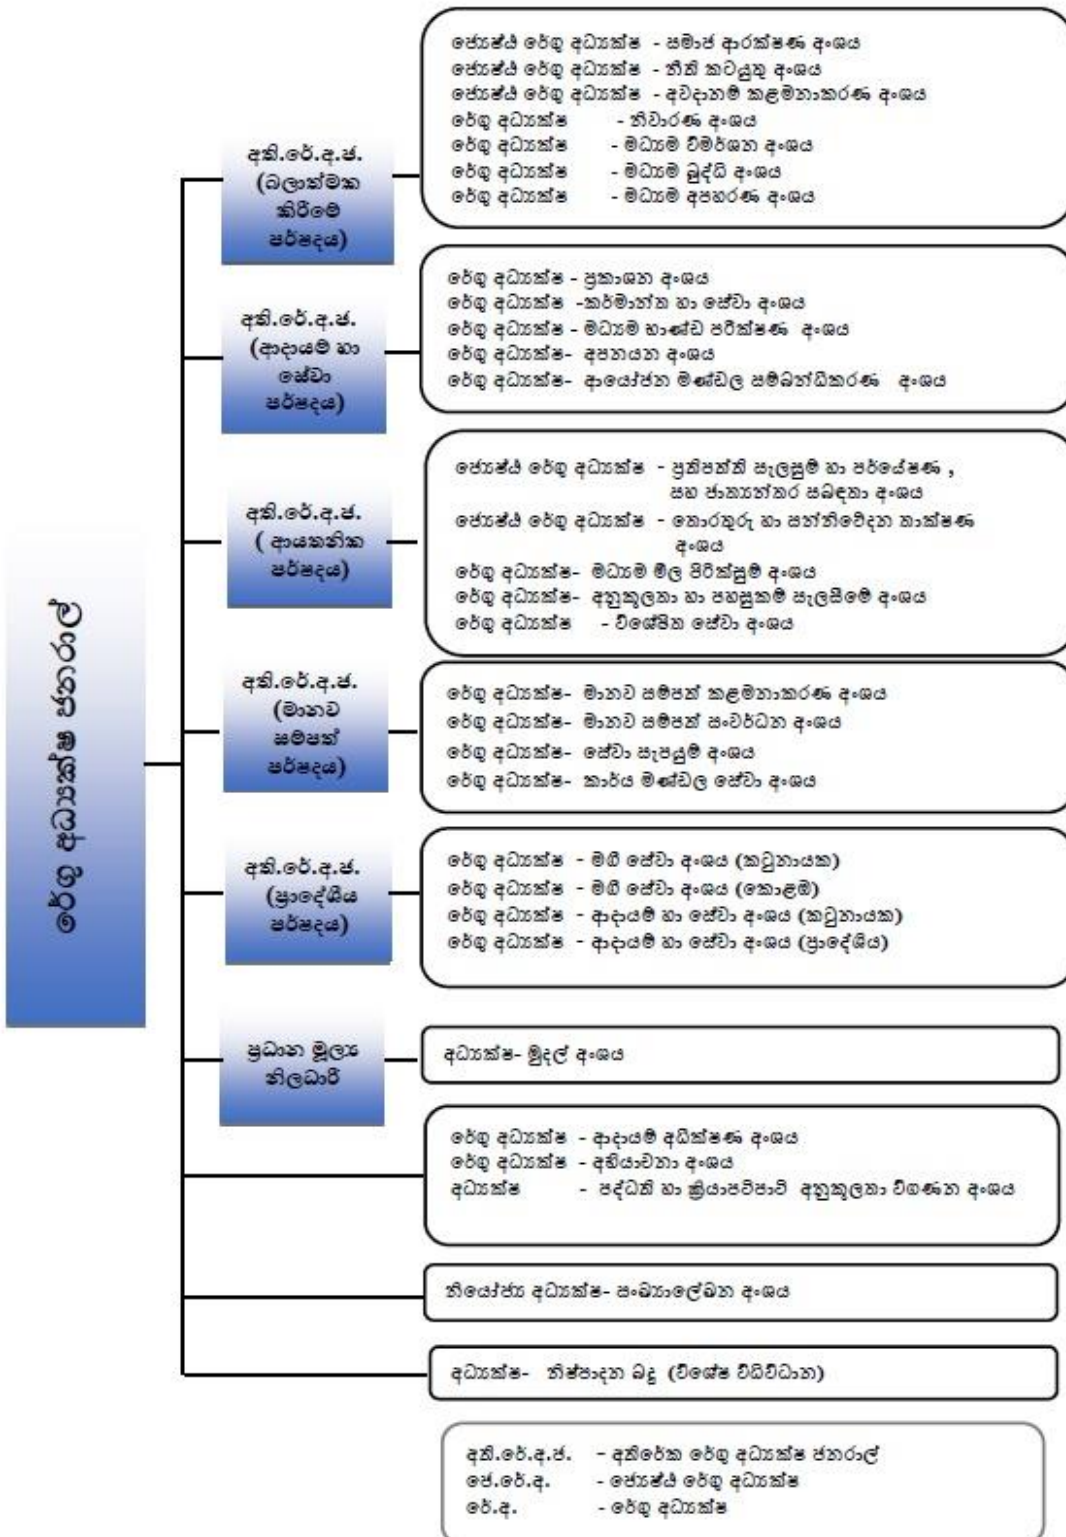 රේගු අධ්‍යක්ෂ ජනරාල්
අති.රේ.අ.ජ.
(බලාත්මක
කිරීමේ
පර්ෂදය)
ජ්‍යෙෂ්ඨ රේගු අධ්‍යක්ෂ - සමාජ ආරක්ෂණ අංශය
ජ්‍යෙෂ්ඨ රේගු අධ්‍යක්ෂ - නීති කටයුතු අංශය
ජ්‍යෙෂ්ඨ රේගු අධ්‍යක්ෂ - අවදානම් කළමනාකරණ අංශය
රේගු අධ්‍යක්ෂ - නිවාරණ අංශය
රේගු අධ්‍යක්ෂ - මධ්‍යම විමර්ශන අංශය
රේගු අධ්‍යක්ෂ - මධ්‍යම බුද්ධි අංශය
රේගු අධ්‍යක්ෂ - මධ්‍යම අපහරණ අංශය
අති.රේ.අ.ජ.
(ආදායම් හා
සේවා
පර්ෂදය)
රේගු අධ්‍යක්ෂ - ප්‍රකාශන අංශය
රේගු අධ්‍යක්ෂ -කර්මාන්ත හා සේවා අංශය
රේගු අධ්‍යක්ෂ - මධ්‍යම භාණ්ඩ පරීක්ෂණ අංශය
රේගු අධ්‍යක්ෂ- අපනයන අංශය
රේගු අධ්‍යක්ෂ- ආයෝජන මණ්ඩල සම්බන්ධීකරණ අංශය
අති.රේ.අ.ජ.
( ආයතනික
පර්ෂදය)
ජ්‍යෙෂ්ඨ රේගු අධ්‍යක්ෂ - ප්‍රතිපත්ති සැලසුම් හා පර්යේෂණ ,
සහ ජාත්‍යන්තර සබඳතා අංශය
ජ්‍යෙෂ්ඨ රේගු අධ්‍යක්ෂ - තොරතුරු හා සන්නිවේදන තාක්ෂණ
අංශය
රේගු අධ්‍යක්ෂ- මධ්‍යම මිල පිරික්සුම් අංශය
රේගු අධ්‍යක්ෂ- අනුකූලතා හා පහසුකම් සැලසීමේ අංශය
රේගු අධ්‍යක්ෂ - විශේෂිත සේවා අංශය
අති.රේ.අ.ජ.
(මානව
සම්පත්
පර්ෂදය)
රේගු අධ්‍යක්ෂ- මානව සම්පත් කළමනාකරණ අංශය
රේගු අධ්‍යක්ෂ- මානව සම්පත් සංවර්ධන අංශය
රේගු අධ්‍යක්ෂ- සේවා සැපයුම් අංශය
රේගු අධ්‍යක්ෂ- කාර්ය මණ්ඩල සේවා අංශය
අති.රේ.අ.ජ.
(ප්‍රාදේශීය
පර්ෂදය)
රේගු අධ්‍යක්ෂ - මගී සේවා අංශය (කටුනායක)
රේගු අධ්‍යක්ෂ - මගී සේවා අංශය (කොළඹ)
රේගු අධ්‍යක්ෂ - ආදායම් හා සේවා අංශය (කටුනායක)
රේගු අධ්‍යක්ෂ - ආදායම් හා සේවා අංශය (ප්‍රාදේශීය)
ප්‍රධාන මූල්‍ය
නිලධාරී
අධ්‍යක්ෂ- මුදල් අංශය
රේගු අධ්‍යක්ෂ - ආදායම් අධීක්ෂණ අංශය
රේගු අධ්‍යක්ෂ - අභියාචනා අංශය
අධ්‍යක්ෂ - පද්ධති හා ක්‍රියාපටිපාටි අනුකූලතා විගණන අංශය
නියෝජ්‍ය අධ්‍යක්ෂ- සංඛ්‍යාලේඛන අංශය
අධ්‍යක්ෂ- නිෂ්පාදන බදු (විශේෂ විධිවිධාන)
අති.රේ.අ.ජ. - අතිරේක රේගු අධ්‍යක්ෂ ජනරාල්
ජෙ.රේ.අ. - ජ්‍යෙෂ්ඨ රේගු අධ්‍යක්ෂ
රේ.අ. - රේගු අධ්‍යක්ෂ